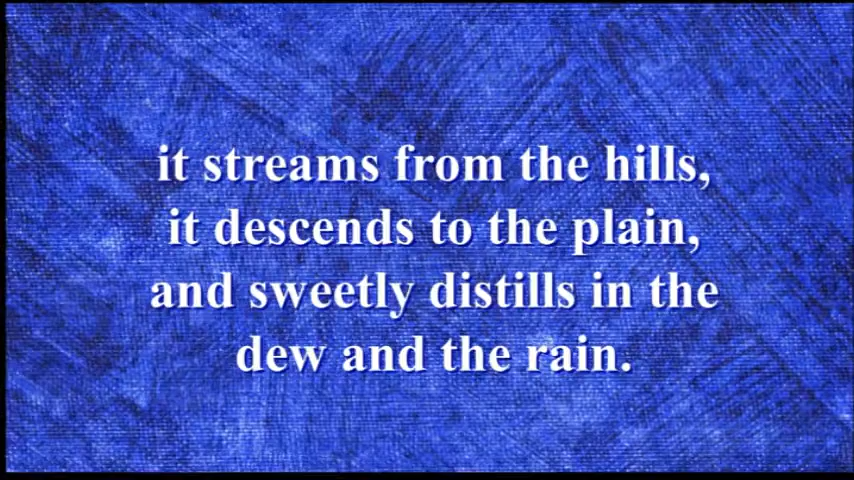 it streams from the hills,
it descends to the plain,
and sweetly distills in the
dew and the rain.